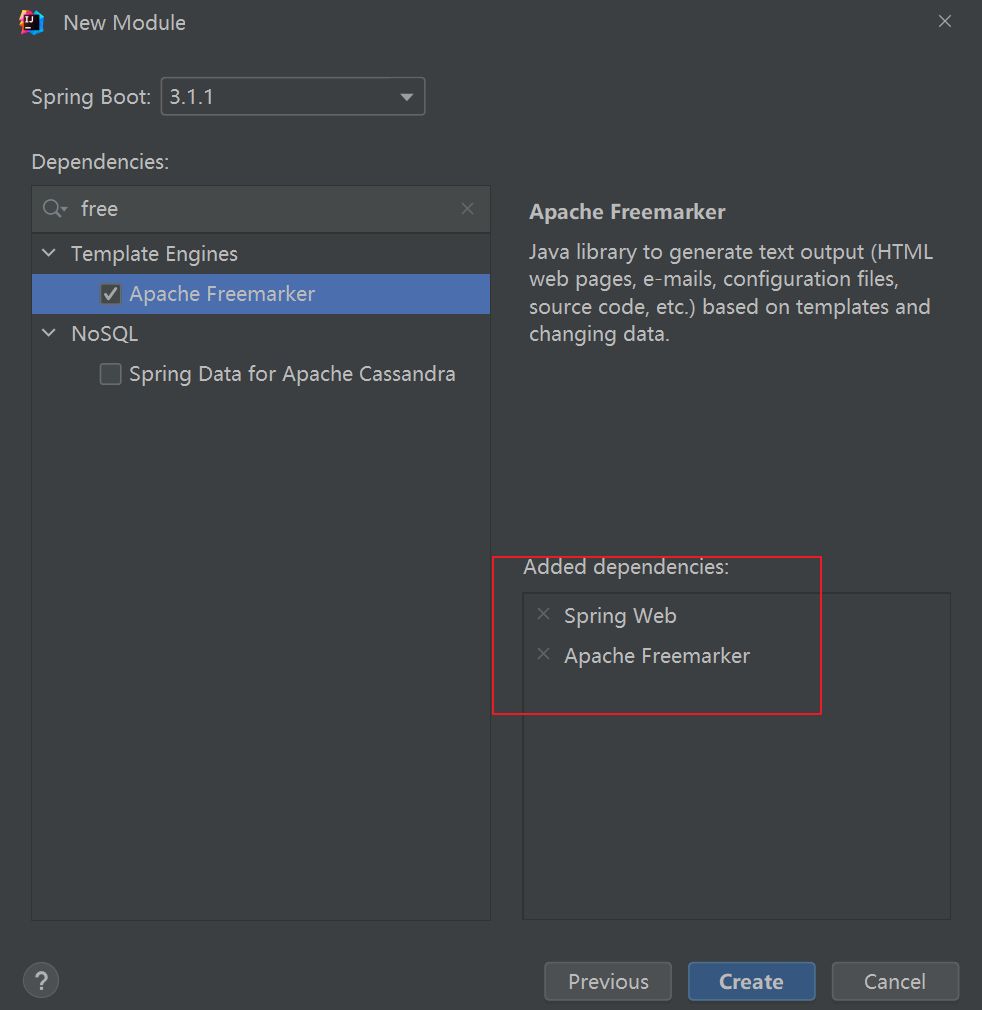 New Module
Spring Boot: 3.1.1
Dependencies:
free
Template Engines
Apache Freemarker
NoSQL
Spring Data for Apache Cassandra
Apache Freemarker
Java library to generate text output (HTML
web pages, e-mails, configuration files,
source code, etc.) based on templates and
changing data.
Added dependencies:
Spring Web
Apache Freemarker
?
Previous
Create
Cancel